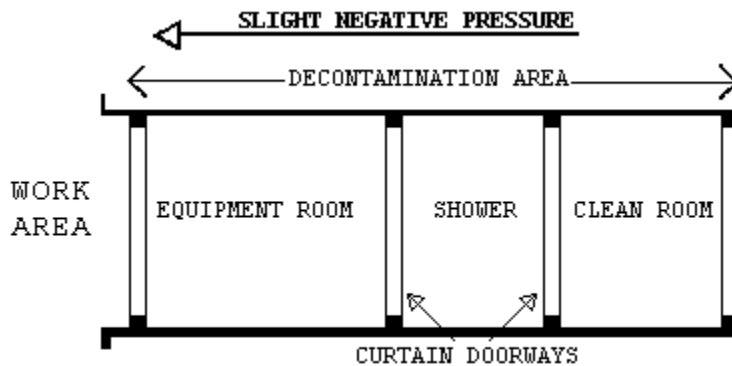 SLIGHT NEGATIVE PRESSURE
DECONTAMINATION AREA
WORK
AREA
EQUIPMENT ROOM
SHOWER
CLEAN ROOM
CURTAIN DOORWAYS